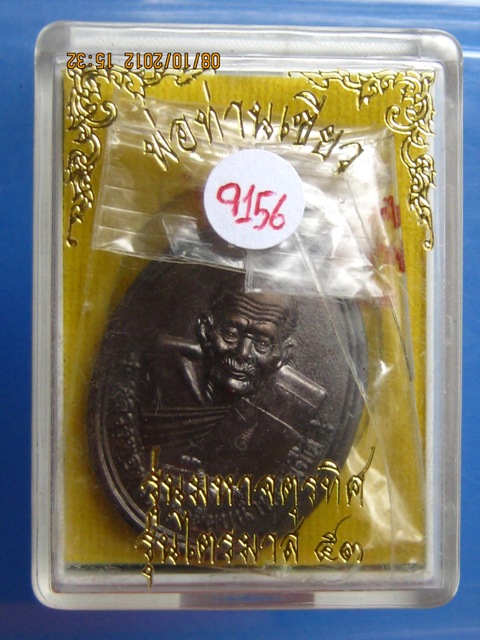 08/10/2012 15:32
พ่อท่านเขียว
9156
รุ่นมหาจตุรทิศ
รุ่นไตรมาส ๕๓